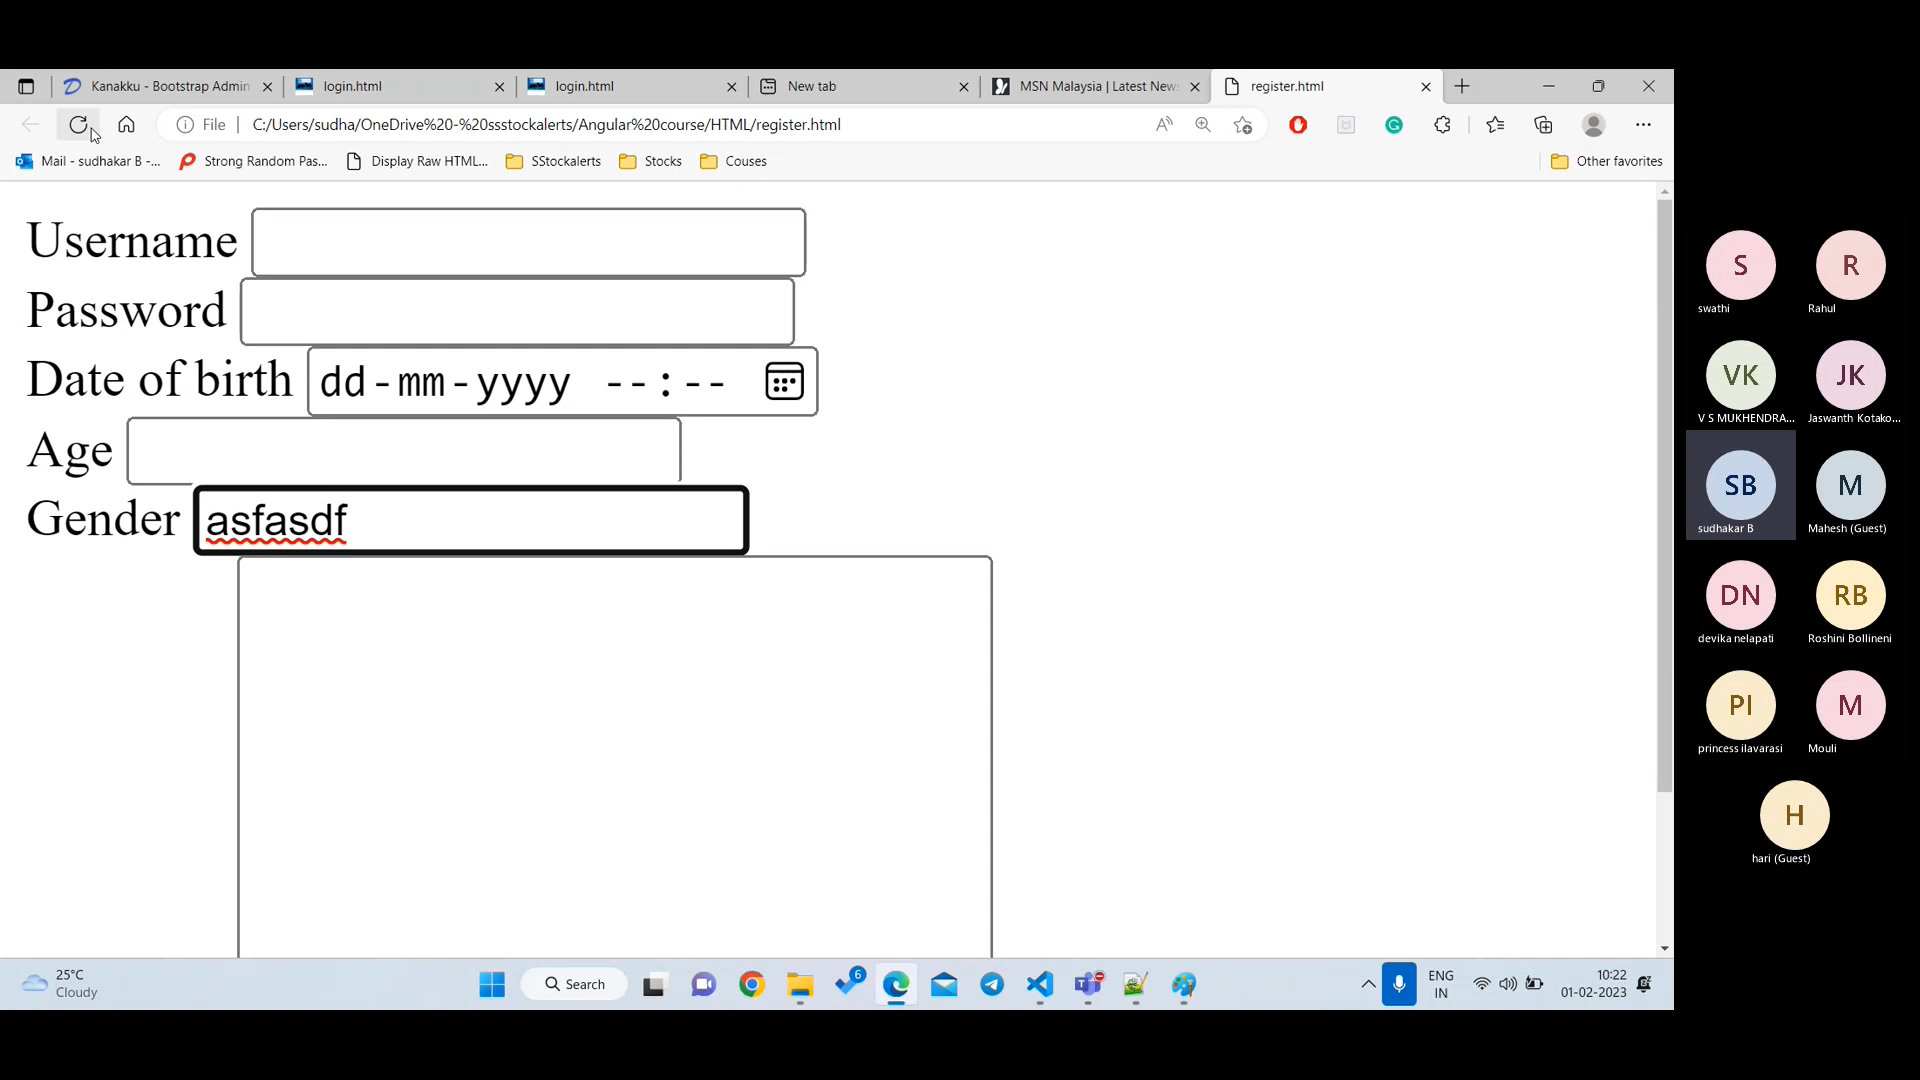 Kanakku - Bootstrap Admin
login.html
login.html
New tab
MSN Malaysia | Latest News
register.html
File
C:/Users/sudha/OneDrive%20-%20ssstockalerts/Angular%20course/HTML/register.html
Mail - sudhakar B -...
Strong Random Pas...
Display Raw HTML...
SStockalerts
Stocks
Couses
Other favorites
Username
Password
Date of birth dd-mm-yyyy --:--
Age
Gender asfasdf
S
swathi
R
Rahul
VK
V S MUKHENDRA...
JK
Jaswanth Kotako...
SB
sudhakar B
M
Mahesh (Guest)
DN
devika nelapati
RB
Roshini Bollineni
PI
princess ilavarasi
M
Mouli
H
hari (Guest)
25°C
Cloudy
Search
6
ENG
IN
10:22
01-02-2023